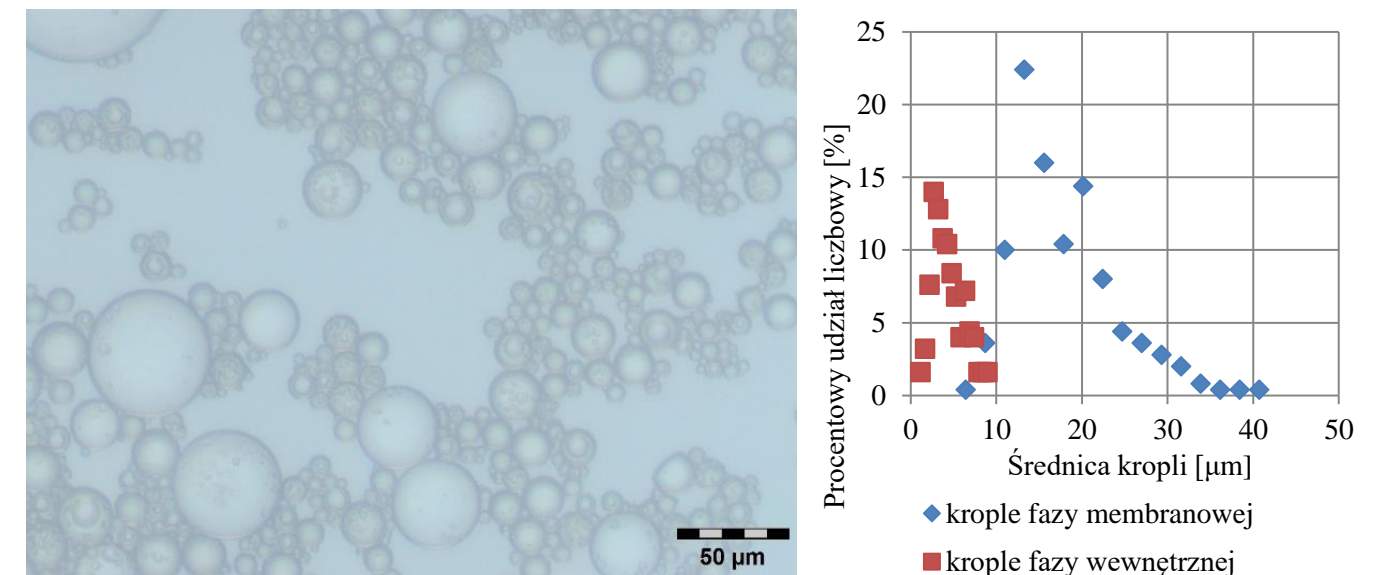 50 µm
25
20
15
10
5
0
0 10 20 30 40 50
Procentowy udział liczbowy [%]
Średnica kropli [µm]
krople fazy membranowej
krople fazy wewnętrznej